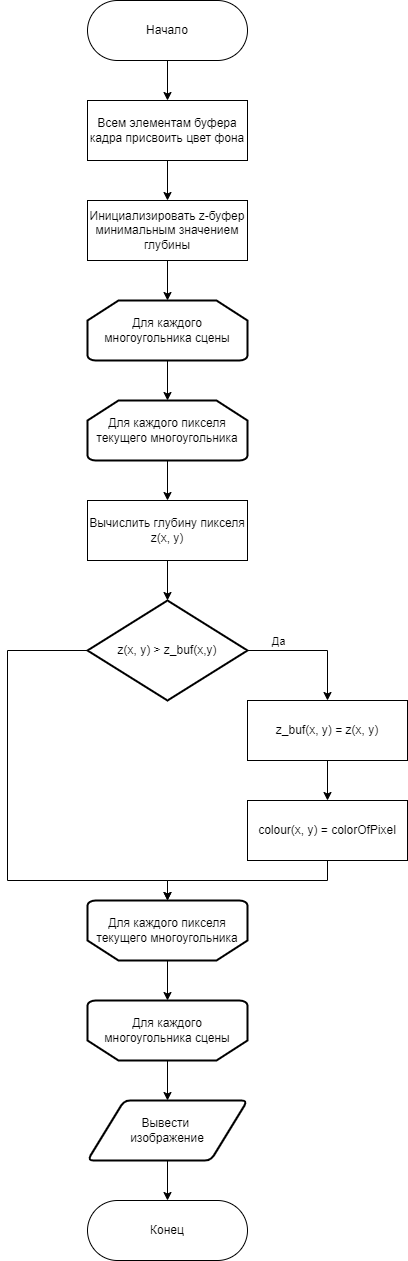 Начало
Всем элементам буфера
кадра присвоить цвет фона
Инициализировать z-буфер
минимальным значением
глубины
Для каждого
многоугольника сцены
Для каждого пикселя
текущего многоугольника
Вычислить глубину пикселя
z(x, y)
z(x, y) > z_buf(x,y)
Да
z_buf(x, y) = z(x, y)
colour(x, y) = colorOfPixel
Для каждого пикселя
текущего многоугольника
Для каждого
многоугольника сцены
Вывести
изображение
Конец